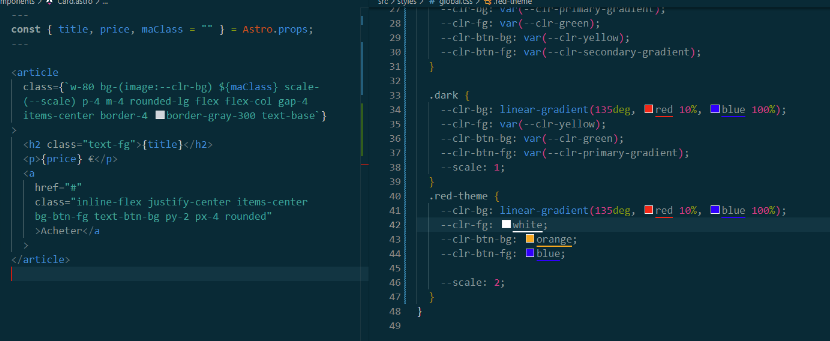 mponents > Card.astro > ...
---
const { title, price, maClass = "" } = Astro.props;
---
<article
class={`w-80 bg-(image:--clr-bg) ${maClass} scale-
(--scale) p-4 m-4 rounded-lg flex flex-col gap-4
items-center border-4 border-gray-300 text-base`}
>
<h2 class="text-fg">{title}</h2>
<p>{price} €</p>
<a
href="#"
class="inline-flex justify-center items-center
bg-btn-fg text-btn-bg py-2 px-4 rounded"
>Acheter</a
>
</article>
src > styles > # global.css > .red-theme
27 --clr-bg: var(--clr-primary-gradient);
28 --clr-fg: var(--clr-green);
29 --clr-btn-bg: var(--clr-yellow);
30 --clr-btn-fg: var(--clr-secondary-gradient);
31 }
32
33 .dark {
34 --clr-bg: linear-gradient(135deg, red 10%, blue 100%);
35 --clr-fg: var(--clr-yellow);
36 --clr-btn-bg: var(--clr-green);
37 --clr-btn-fg: var(--clr-primary-gradient);
38 --scale: 1;
39 }
40 .red-theme {
41 --clr-bg: linear-gradient(135deg, red 10%, blue 100%);
42 --clr-fg: white;
43 --clr-btn-bg: orange;
44 --clr-btn-fg: blue;
45
46 --scale: 2;
47 }
48 }
49